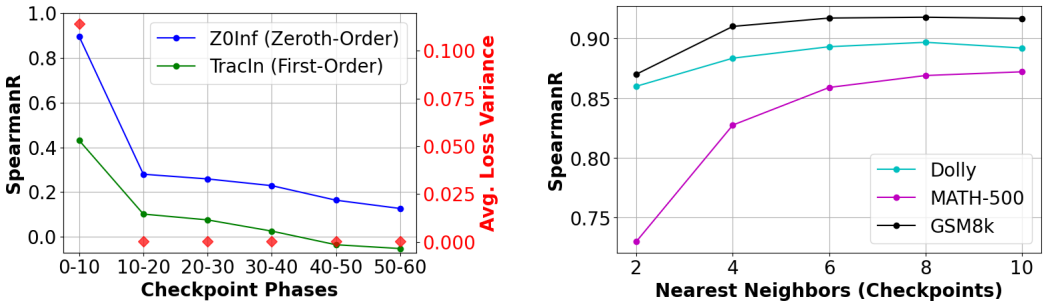 1.0
0.8
0.6
0.4
0.2
0.0
SpearmanR
Z0Inf (Zeroth-Order)
TracIn (First-Order)
0.100
0.075
0.050
0.025
0.000
Avg. Loss Variance
0-10 10-20 20-30 30-40 40-50 50-60
Checkpoint Phases
0.90
0.85
0.80
0.75
SpearmanR
Dolly
MATH-500
GSM8k
2 4 6 8 10
Nearest Neighbors (Checkpoints)